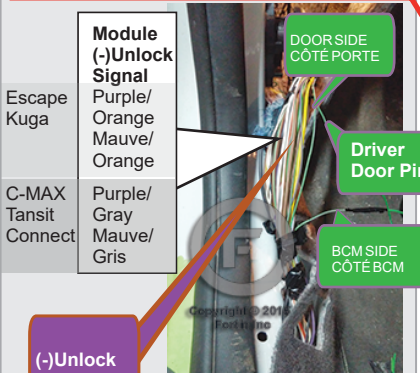 Module
(-)Unlock
Signal
Escape
Kuga
Purple/
Orange
Mauve/
Orange
C-MAX
Tansit
Connect
Purple/
Gray
Mauve/
Gris
DOOR SIDE
CÔTÉ PORTE
Driver
Door Pin
BCM SIDE
CÔTÉ BCM
F
Copyright © 2016
Fortin Inc
(-)Unlock